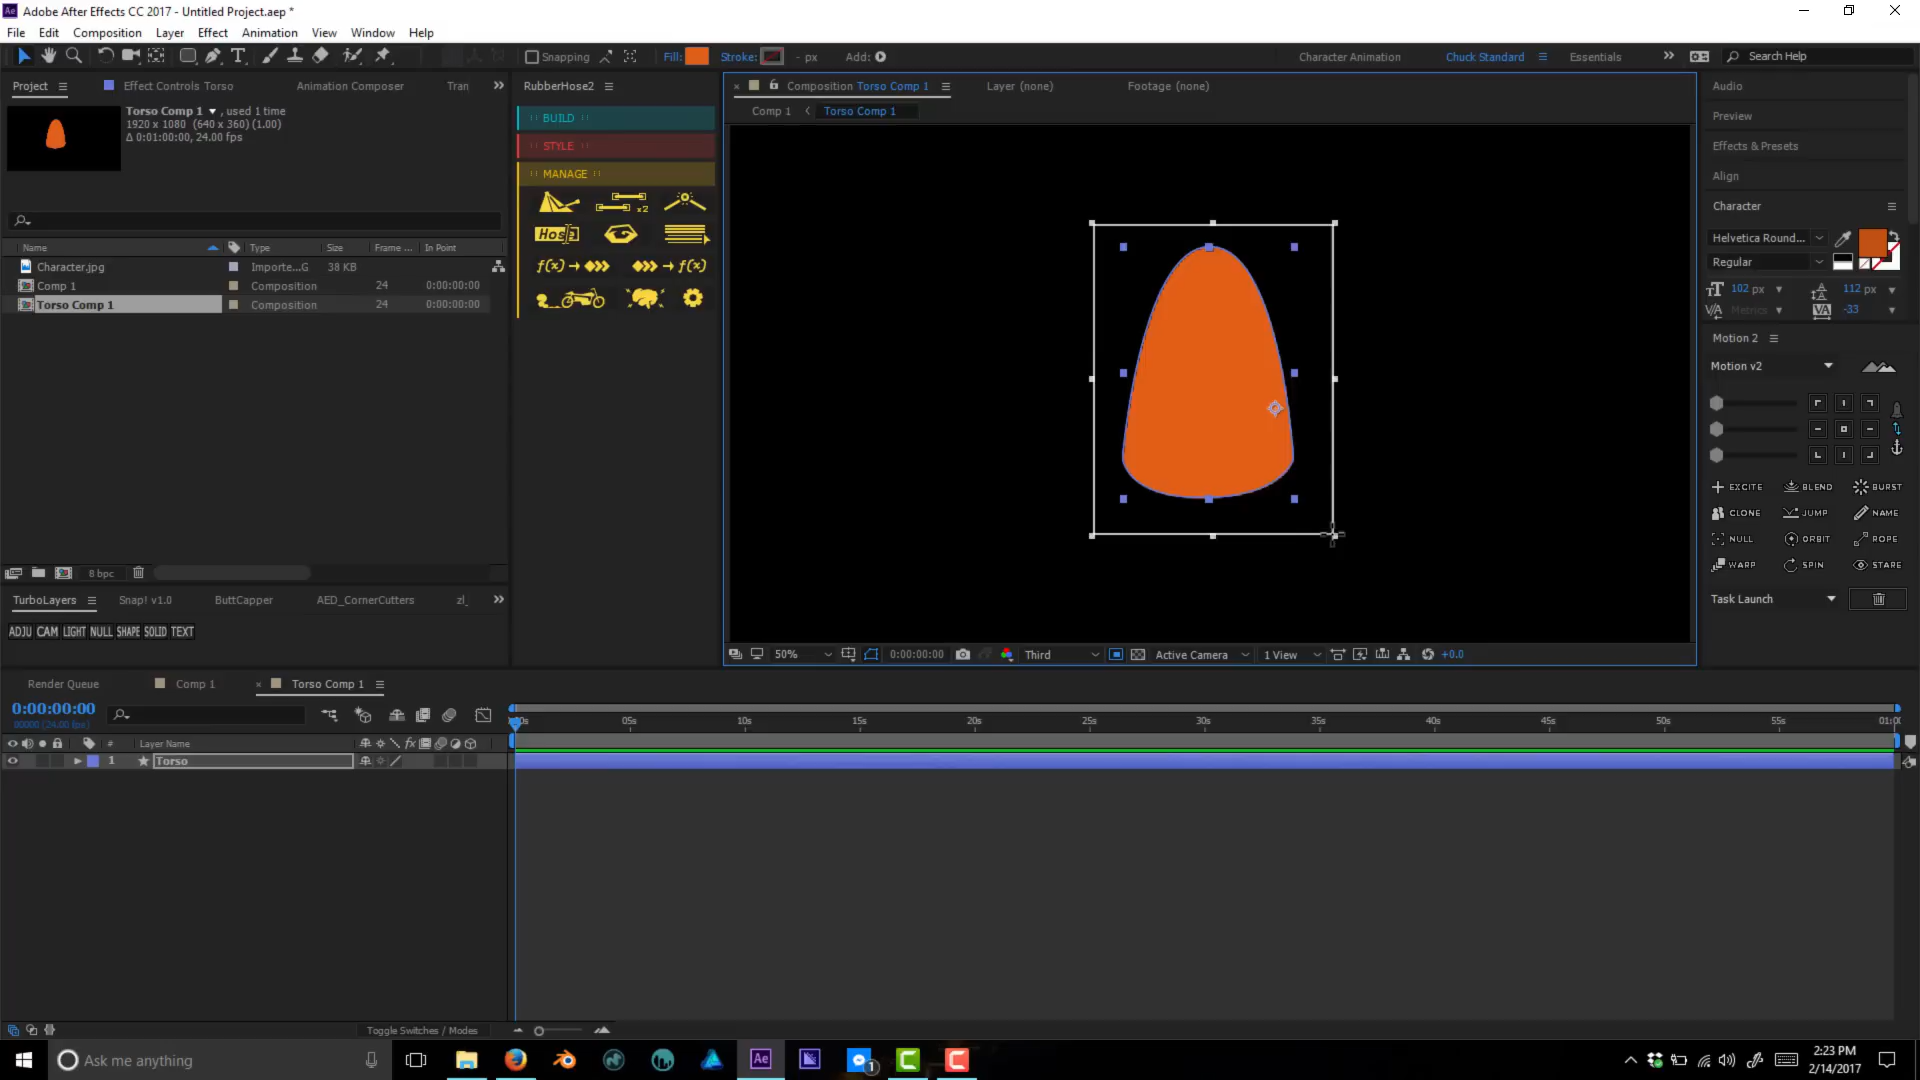 Adobe After Effects CC 2017 - Untitled Project.aep *
File Edit Composition Layer Effect Animation View Window Help
Snapping Fill: Stroke: - px Add: Character Animation Chuck Standard Essentials Search Help
Project Effect Controls Torso Animation Composer Tran
Torso Comp 1 , used 1 time
1920 x 1080 (640 x 360) (1.00)
Δ 0:01:00:00, 24.00 fps
Name Type Size Frame ... In Point
Character.jpg Importe...G 38 KB
Comp 1 Composition 24 0:00:00:00
Torso Comp 1 Composition 24 0:00:00:00
8 bpc
TurboLayers Snap! v1.0 ButtCapper AED_CornerCutters zl_
ADJU CAM LIGHT NULL SHAPE SOLID TEXT
RubberHose2
BUILD
STYLE
MANAGE
x2
Hose
f(x)
f(x)
Composition Torso Comp 1 Layer (none) Footage (none)
Comp 1 Torso Comp 1
50% 0:00:00:00 Third Active Camera 1 View +0.0
Audio
Preview
Effects & Presets
Align
Character
Helvetica Round...
Regular
102 px 112 px
Metrics -33
Motion 2
Motion v2
EXCITE BLEND BURST
CLONE JUMP NAME
NULL ORBIT ROPE
WARP SPIN STARE
Task Launch
Render Queue Comp 1 Torso Comp 1
0:00:00:00
00000 (24.00 fps)
05s 10s 15s 20s 25s 30s 35s 40s 45s 50s 55s
# Layer Name
1 Torso
Toggle Switches / Modes
Ask me anything
Ae
1
2:23 PM
2/14/2017